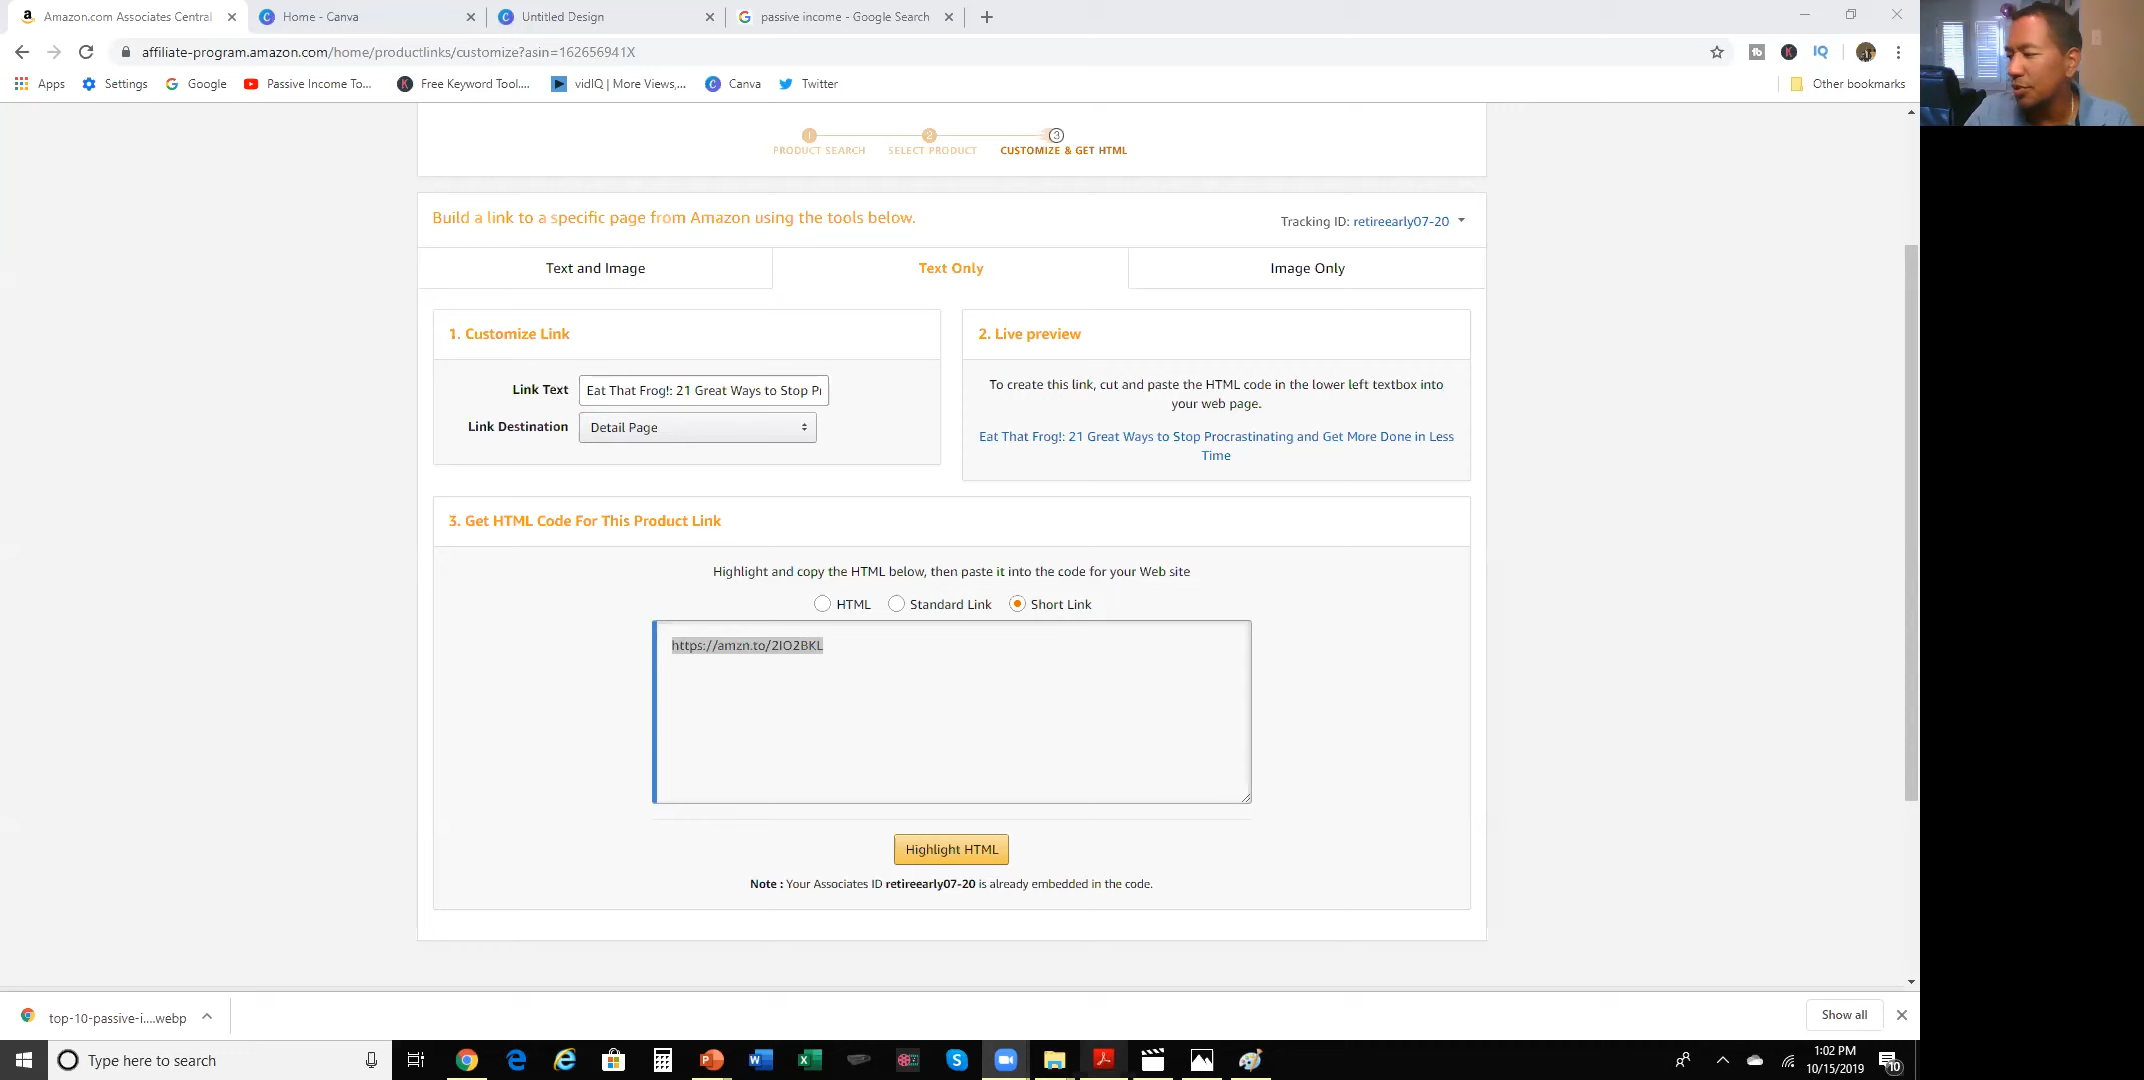 Amazon.com Associates Central
Home - Canva
Untitled Design
passive income - Google Search
affiliate-program.amazon.com/home/productlinks/customize?asin=162656941X
Apps
Settings
Google
Passive Income To...
Free Keyword Tool....
vidIQ | More Views,...
Canva
Twitter
Other bookmarks
1
2
3
PRODUCT SEARCH
SELECT PRODUCT
CUSTOMIZE & GET HTML
Build a link to a specific page from Amazon using the tools below.
Tracking ID: retireearly07-20
Text and Image
Text Only
Image Only
1. Customize Link
Link Text
Eat That Frog!: 21 Great Ways to Stop P
Link Destination
Detail Page
2. Live preview
To create this link, cut and paste the HTML code in the lower left textbox into
your web page.
Eat That Frog!: 21 Great Ways to Stop Procrastinating and Get More Done in Less
Time
3. Get HTML Code For This Product Link
Highlight and copy the HTML below, then paste it into the code for your Web site
HTML
Standard Link
Short Link
https://amzn.to/2IO2BKL
Highlight HTML
Note : Your Associates ID retireearly07-20 is already embedded in the code.
top-10-passive-i....webp
Show all
Type here to search
1:02 PM
10/15/2019
10